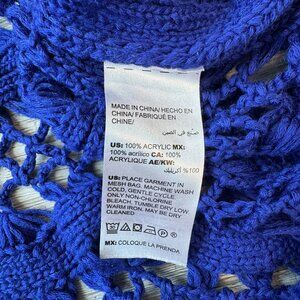 MADE IN CHINA/ HECHO EN
CHINA/ FABRIQUÉ EN
CHINE/
صنع في الصين
US: 100% ACRYLIC MX:
100% acrílico CA: 100%
ACRYLIQUE AE/KW:
100% أكريليك
US: PLACE GARMENT IN
MESH BAG. MACHINE WASH
COLD, GENTLE CYCLE.
ONLY NON-CHLORINE
BLEACH, TUMBLE DRY LOW
WARM IRON, MAY BE DRY
CLEANED
MX: COLOQUE LA PRENDA